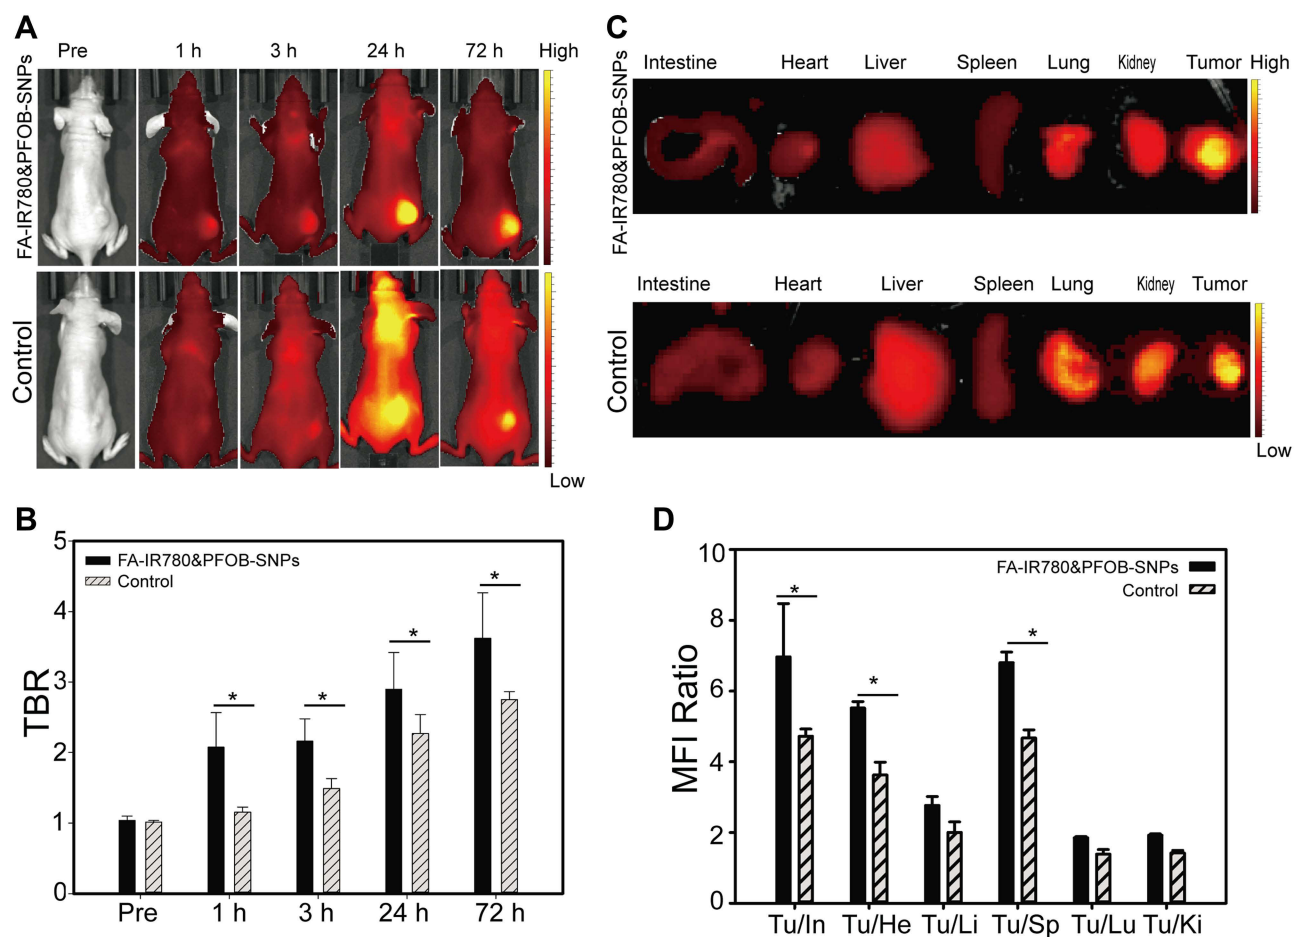 A
Pre 1 h 3 h 24 h 72 h High
FA-IR780&PFOB-SNPs
Control
Low
C
Intestine Heart Liver Spleen Lung Kidney Tumor High
FA-IR780&PFOB-SNPs
Intestine Heart Liver Spleen Lung Kidney Tumor
Control
Low
B
TBR
5
4
3
2
1
0
FA-IR780&PFOB-SNPs
Control
* * * *
Pre 1 h 3 h 24 h 72 h
D
MFI Ratio
10
8
6
4
2
0
FA-IR780&PFOB-SNPs
Control
* * *
Tu/In Tu/He Tu/Li Tu/Sp Tu/Lu Tu/Ki